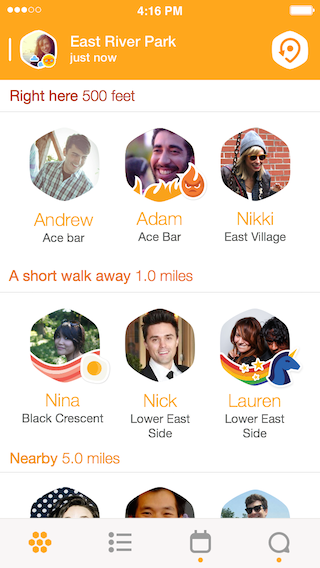 4:16 PM
East River Park
just now
Right here 500 feet
Andrew
Ace bar
Adam
Ace Bar
Nikki
East Village
A short walk away 1.0 miles
Nina
Black Crescent
Nick
Lower East
Side
Lauren
Lower East
Side
Nearby 5.0 miles